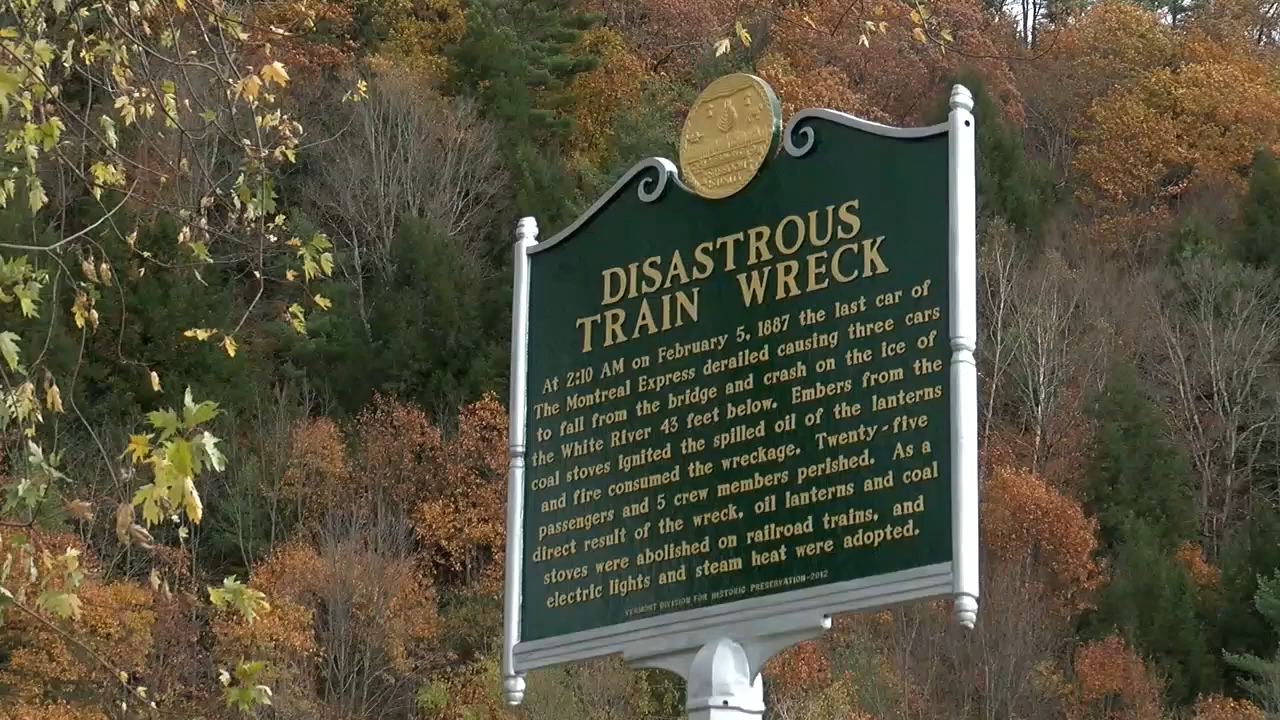 DISASTROUS
TRAIN WRECK
At 2:10 AM on February 5, 1887 the last car of
The Montreal Express derailed causing three cars
to fall from the bridge and crash on the ice of
the White River 43 feet below. Embers from the
coal stoves ignited the spilled oil of the lanterns
and fire consumed the wreckage. Twenty-five
passengers and 5 crew members perished. As a
direct result of the wreck, oil lanterns and coal
stoves were abolished on railroad trains, and
electric lights and steam heat were adopted.
VERMONT DIVISION FOR HISTORIC PRESERVATION-2012